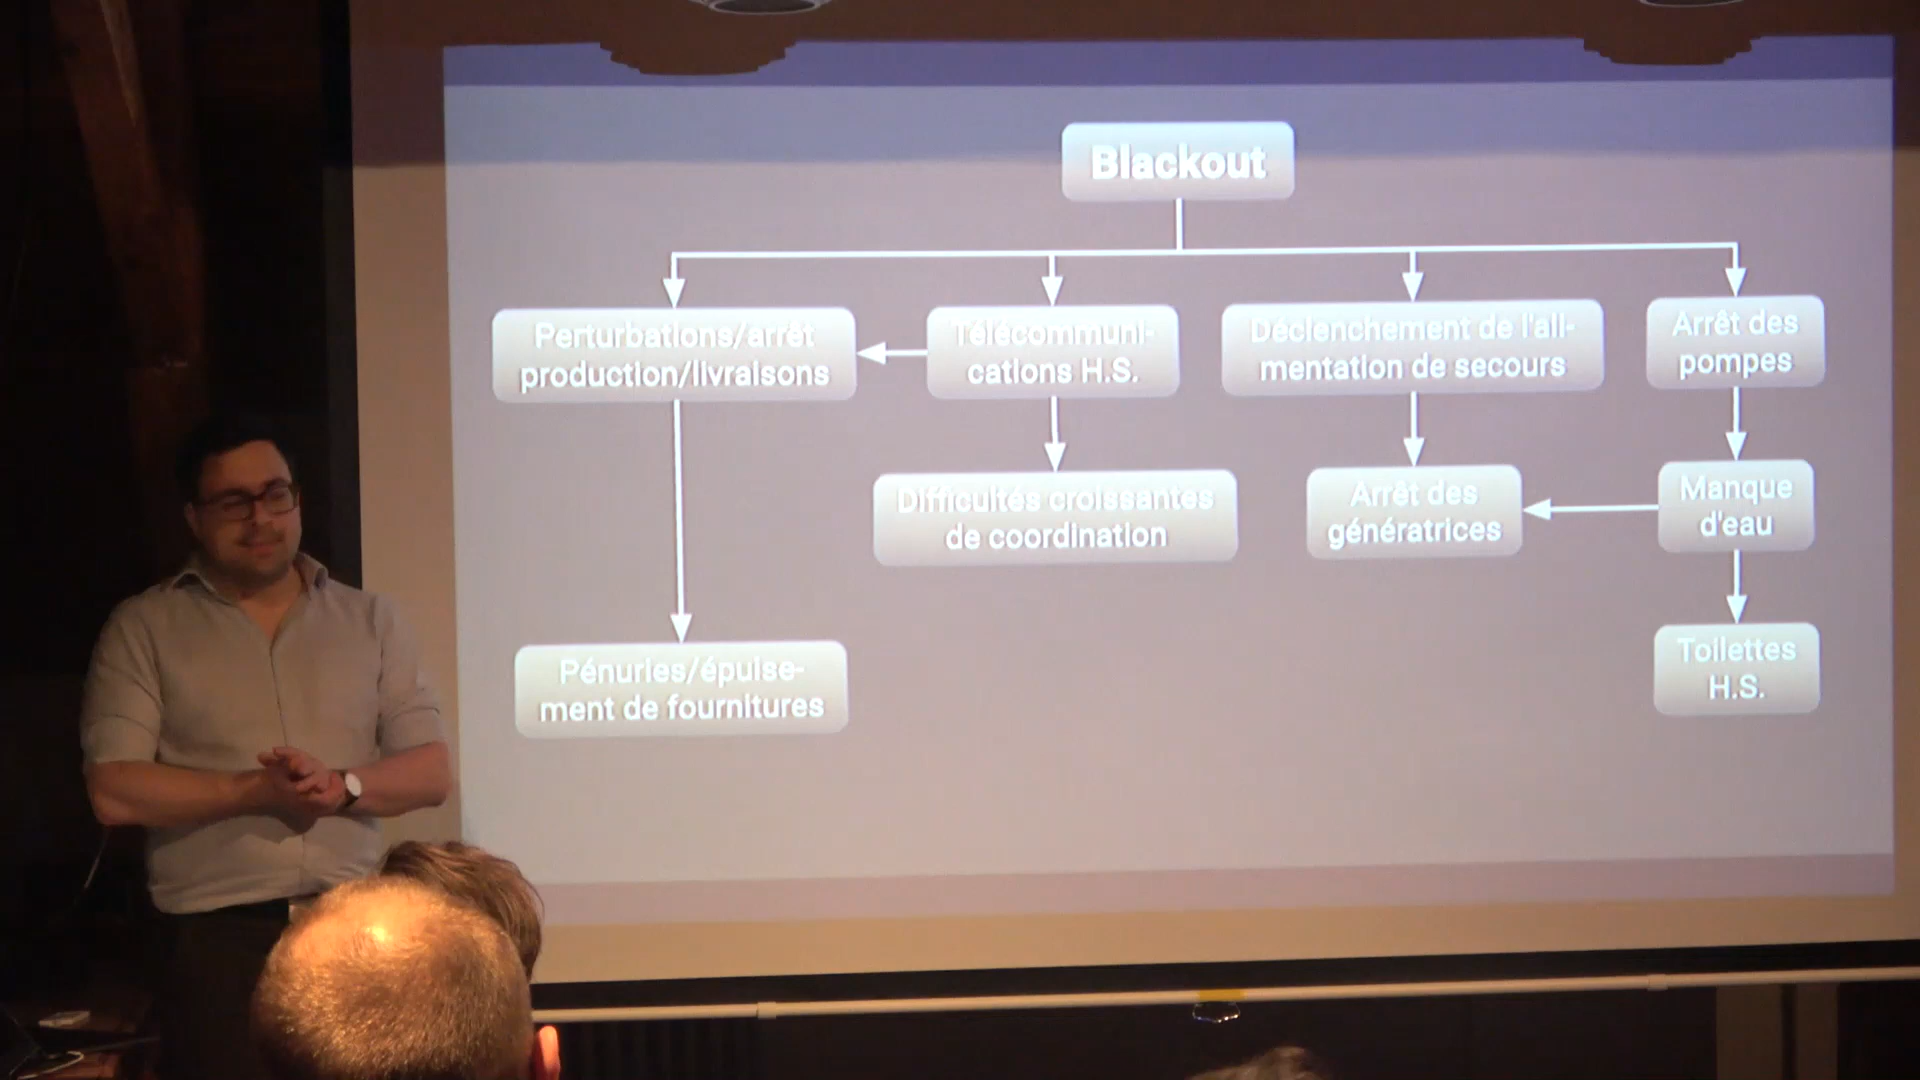 Blackout
Perturbations/arrêt
production/livraisons
Télécommuni-
cations H.S.
Déclenchement de l'ali-
mentation de secours
Arrêt des
pompes
Difficultés croissantes
de coordination
Arrêt des
génératrices
Manque
d'eau
Pénuries/épuise-
ment de fournitures
Toilettes
H.S.